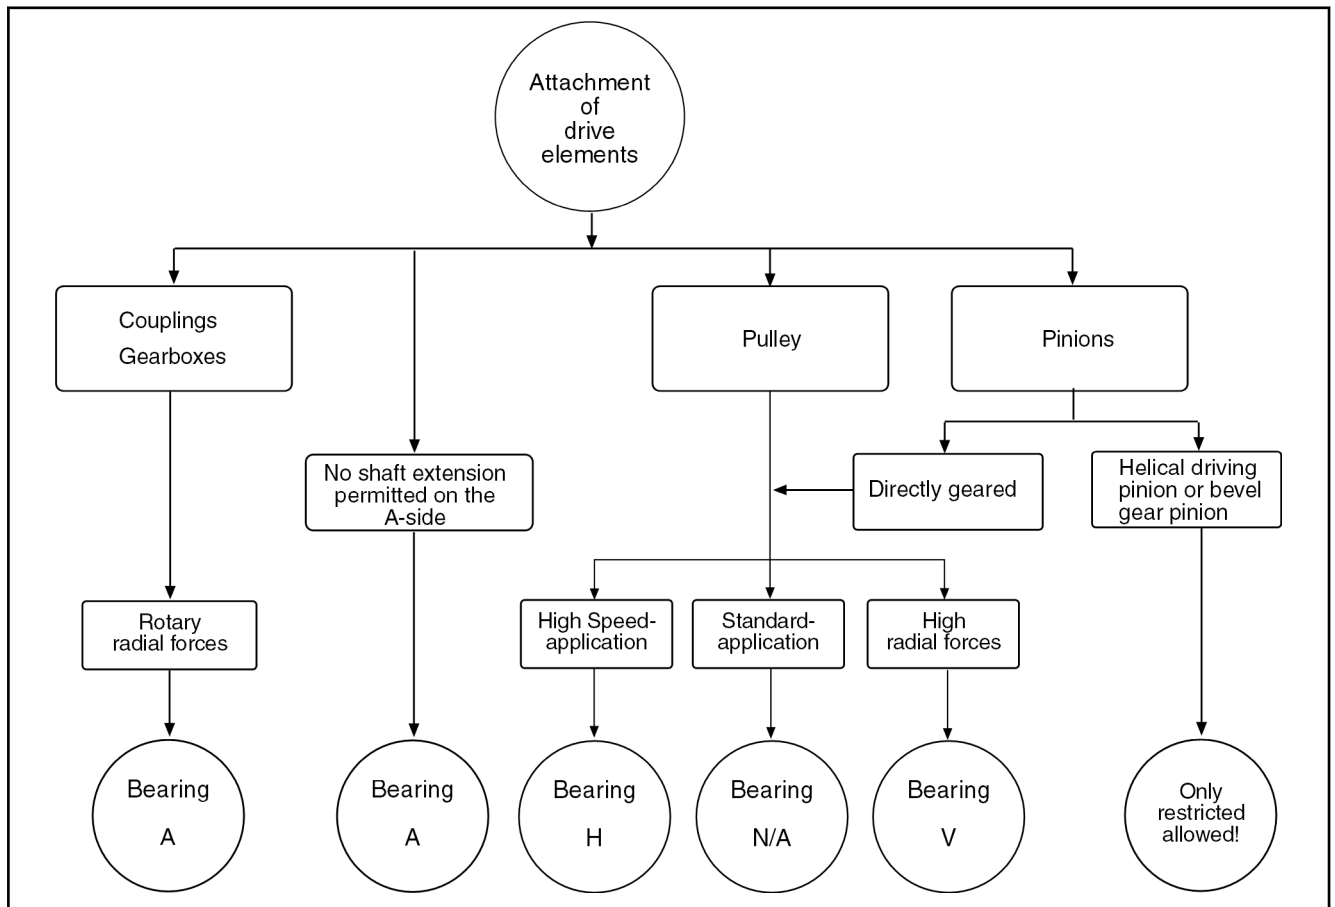 Attachment
of
drive
elements
Couplings
Gearboxes
Pulley
Pinions
No shaft extension
permitted on the
A-side
Directly geared
Helical driving
pinion or bevel
gear pinion
Rotary
radial forces
High Speed-
application
Standard-
application
High
radial forces
Bearing
A
Bearing
A
Bearing
H
Bearing
N/A
Bearing
V
Only
restricted
allowed!